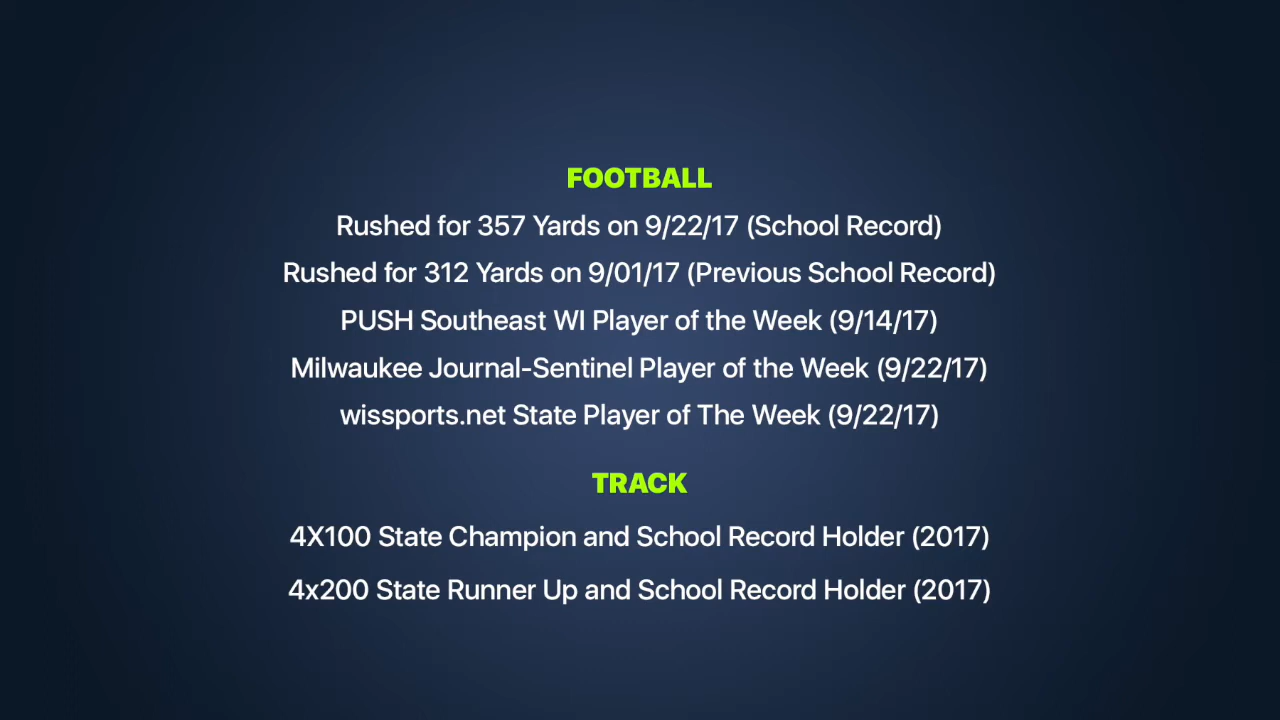 FOOTBALL
Rushed for 357 Yards on 9/22/17 (School Record)
Rushed for 312 Yards on 9/01/17 (Previous School Record)
PUSH Southeast WI Player of the Week (9/14/17)
Milwaukee Journal-Sentinel Player of the Week (9/22/17)
wissports.net State Player of The Week (9/22/17)
TRACK
4X100 State Champion and School Record Holder (2017)
4x200 State Runner Up and School Record Holder (2017)